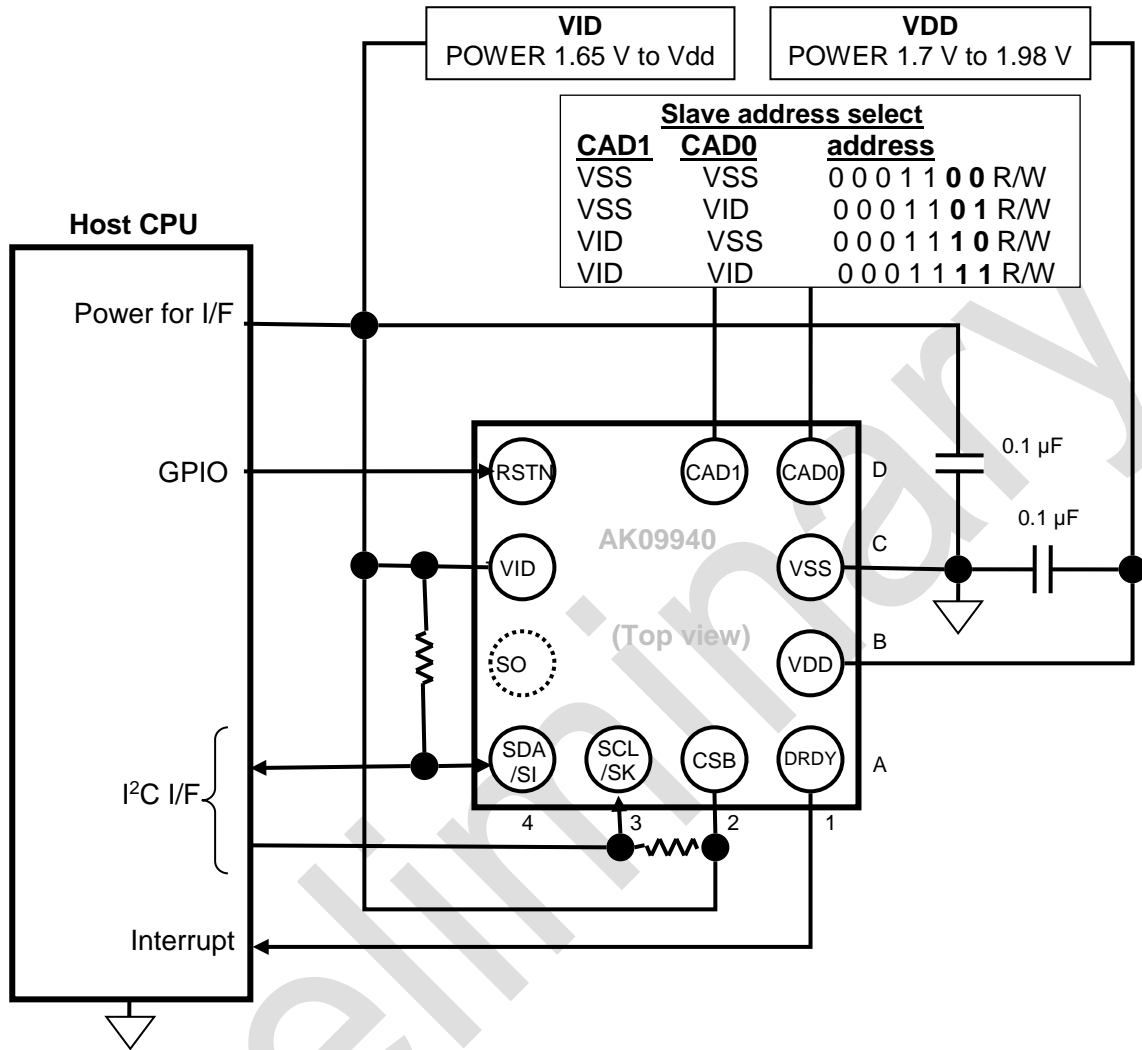 VID
POWER 1.65 V to Vdd
VDD
POWER 1.7 V to 1.98 V
Slave address select
CAD1 CAD0 address
VSS VSS 0 0 0 1 1 0 0 R/W
VSS VID 0 0 0 1 1 0 1 R/W
VID VSS 0 0 0 1 1 1 0 R/W
VID VID 0 0 0 1 1 1 1 R/W
Host CPU
Power for I/F
GPIO
RSTN
CAD1
CAD0
D
0.1 µF
0.1 µF
AK09940
C
VID
VSS
(Top view)
B
SO
VDD
SDA
/SI
SCL
/SK
CSB
DRDY
A
I²C I/F
4 3 2 1
Interrupt
eliminary